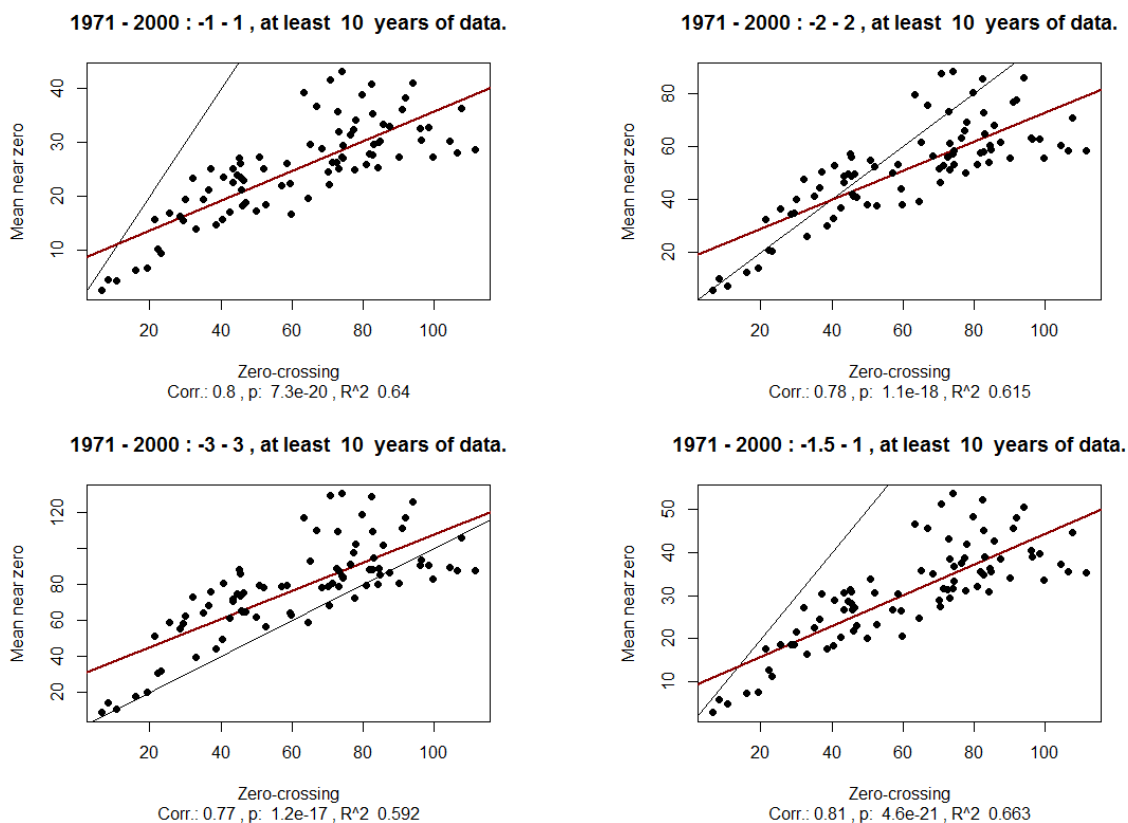 1971 - 2000 : -1 - 1 , at least 10 years of data.
Mean near zero
40
30
20
10
20 40 60 80 100
Zero-crossing
Corr.: 0.8 , p: 7.3e-20 , R^2 0.64
1971 - 2000 : -2 - 2 , at least 10 years of data.
Mean near zero
80
60
40
20
20 40 60 80 100
Zero-crossing
Corr.: 0.78 , p: 1.1e-18 , R^2 0.615
1971 - 2000 : -3 - 3 , at least 10 years of data.
Mean near zero
120
100
80
60
40
20
20 40 60 80 100
Zero-crossing
Corr.: 0.77 , p: 1.2e-17 , R^2 0.592
1971 - 2000 : -1.5 - 1 , at least 10 years of data.
Mean near zero
50
40
30
20
10
20 40 60 80 100
Zero-crossing
Corr.: 0.81 , p: 4.6e-21 , R^2 0.663